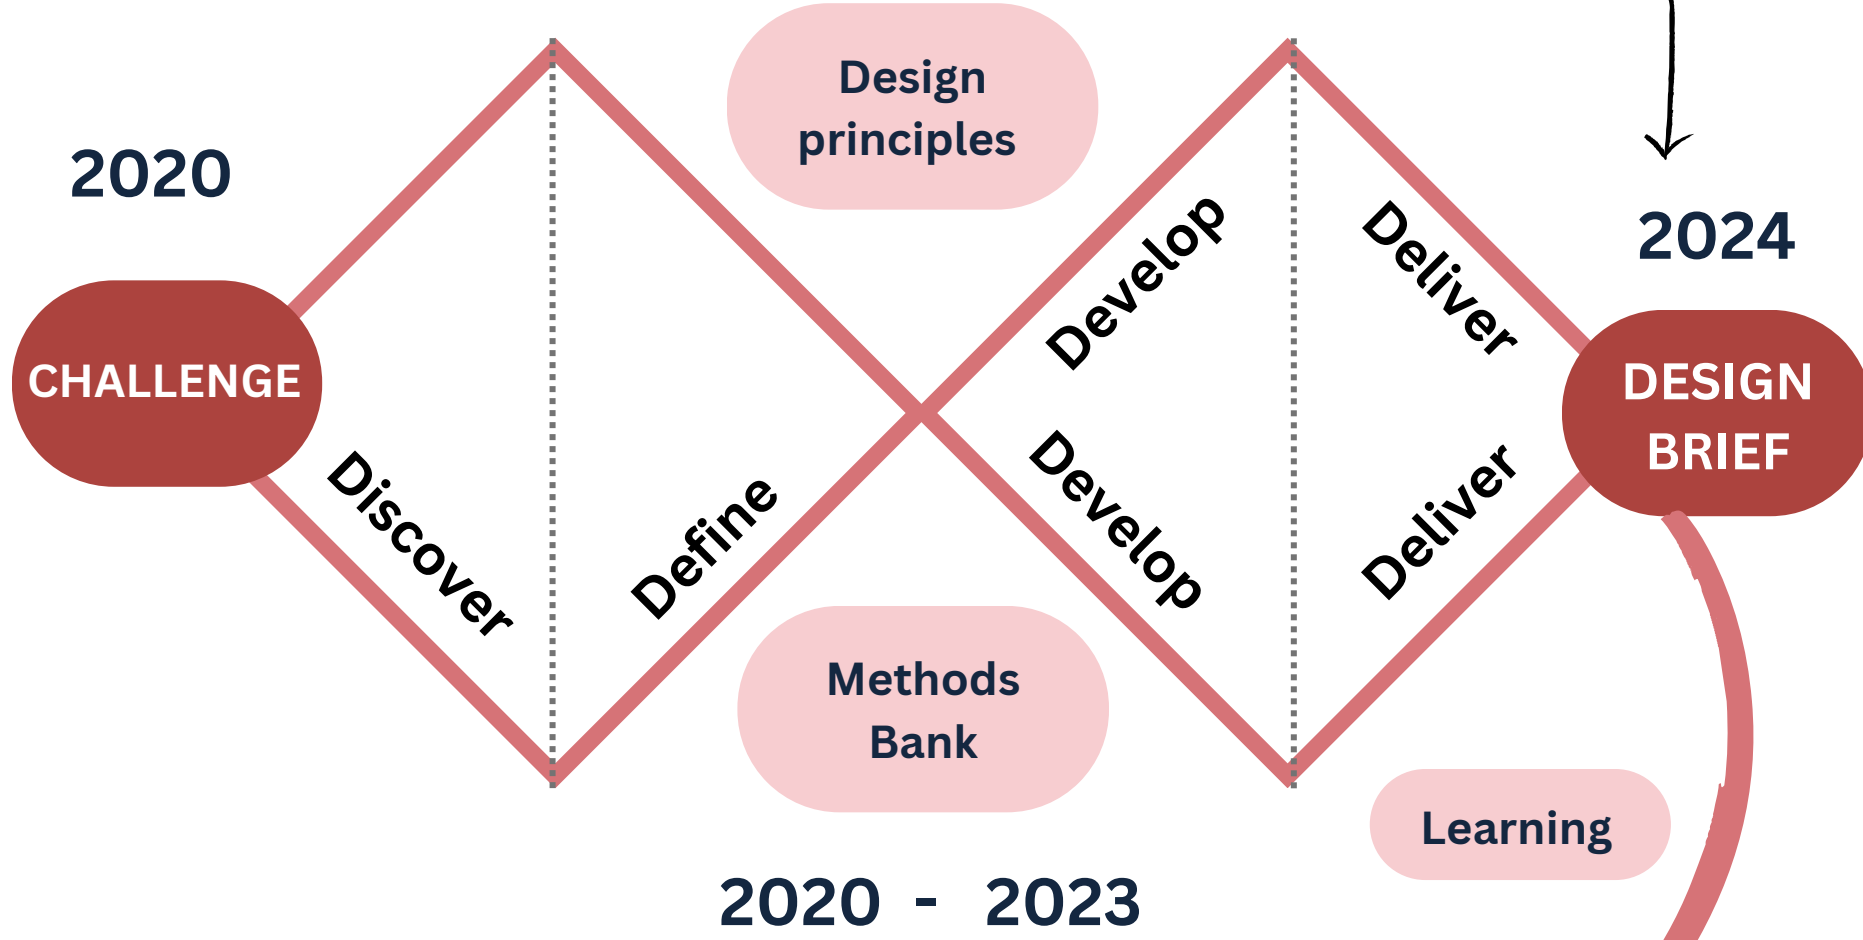 Design
principles
2020
2024
Develop
Deliver
CHALLENGE
DESIGN
BRIEF
Discover
Define
Develop
Deliver
Methods
Bank
Learning
2020 - 2023